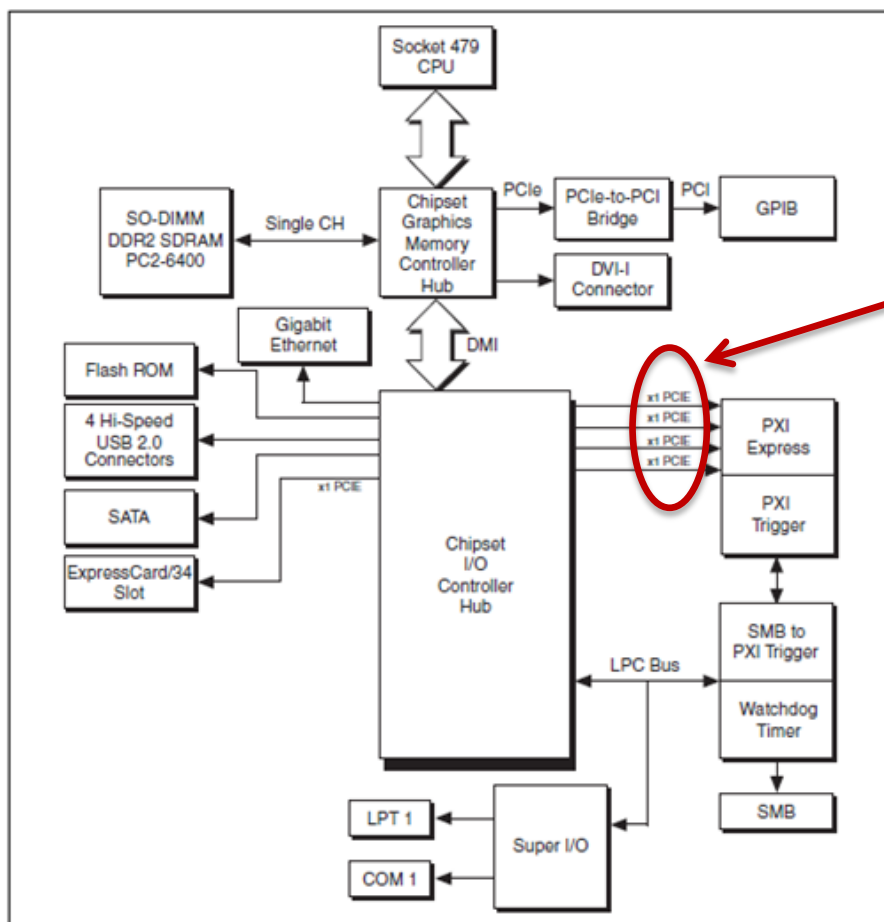 Socket 479
CPU
SO-DIMM
DDR2 SDRAM
PC2-6400
Single CH
Chipset
Graphics
Memory
Controller
Hub
PCIe
PCIe-to-PCI
Bridge
PCI
GPIB
DVI-I
Connector
Gigabit
Ethernet
DMI
Flash ROM
4 Hi-Speed
USB 2.0
Connectors
SATA
ExpressCard/34
Slot
x1 PCIE
Chipset
I/O
Controller
Hub
x1 PCIE
x1 PCIE
x1 PCIE
x1 PCIE
PXI
Express
PXI
Trigger
SMB to
PXI Trigger
LPC Bus
Watchdog
Timer
SMB
LPT 1
COM 1
Super I/O